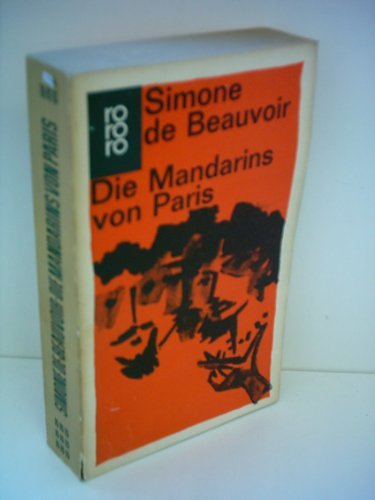 ro
ro
ro
Simone
de Beauvoir
Die Mandarins
von Paris
SIMONE DE BEAUVOIR DIE MANDARINS VON PARIS